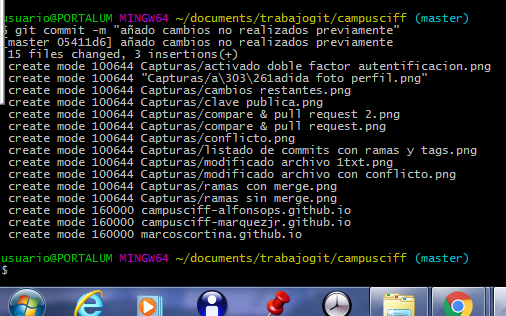 usuario@PORTALUM MINGW64 ~/documents/trabajogit/campusciff (master)
$ git commit -m "añado cambios no realizados previamente"
[master 05411d6] añado cambios no realizados previamente
15 files changed, 3 insertions(+)
create mode 100644 Capturas/activado doble factor autentificacion.png
create mode 100644 "Capturas/a\303\261adida foto perfil.png"
create mode 100644 Capturas/cambios restantes.png
create mode 100644 Capturas/clave publica.png
create mode 100644 Capturas/compare & pull request 2.png
create mode 100644 Capturas/compare & pull request.png
create mode 100644 Capturas/conflicto.png
create mode 100644 Capturas/listado de commits con ramas y tags.png
create mode 100644 Capturas/modificado archivo 1txt.png
create mode 100644 Capturas/modificado archivo con conflicto.png
create mode 100644 Capturas/ramas con merge.png
create mode 100644 Capturas/ramas sin merge.png
create mode 160000 campusciff-alfonsops.github.io
create mode 160000 campusciff-marquezjr.github.io
create mode 160000 marcoscortina.github.io
usuario@PORTALUM MINGW64 ~/documents/trabajogit/campusciff (master)
$